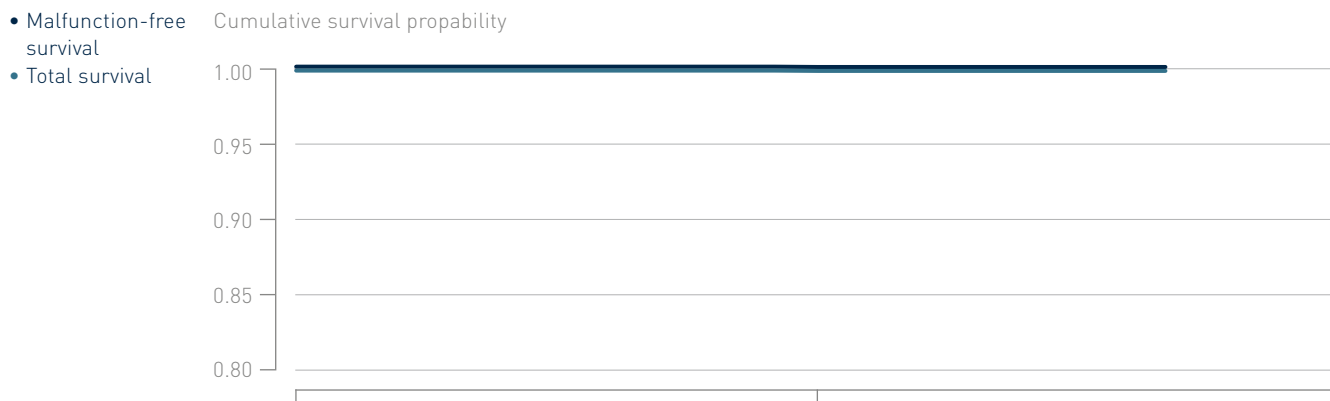 • Malfunction-free
survival
• Total survival
Cumulative survival propability
1.00
0.95
0.90
0.85
0.80